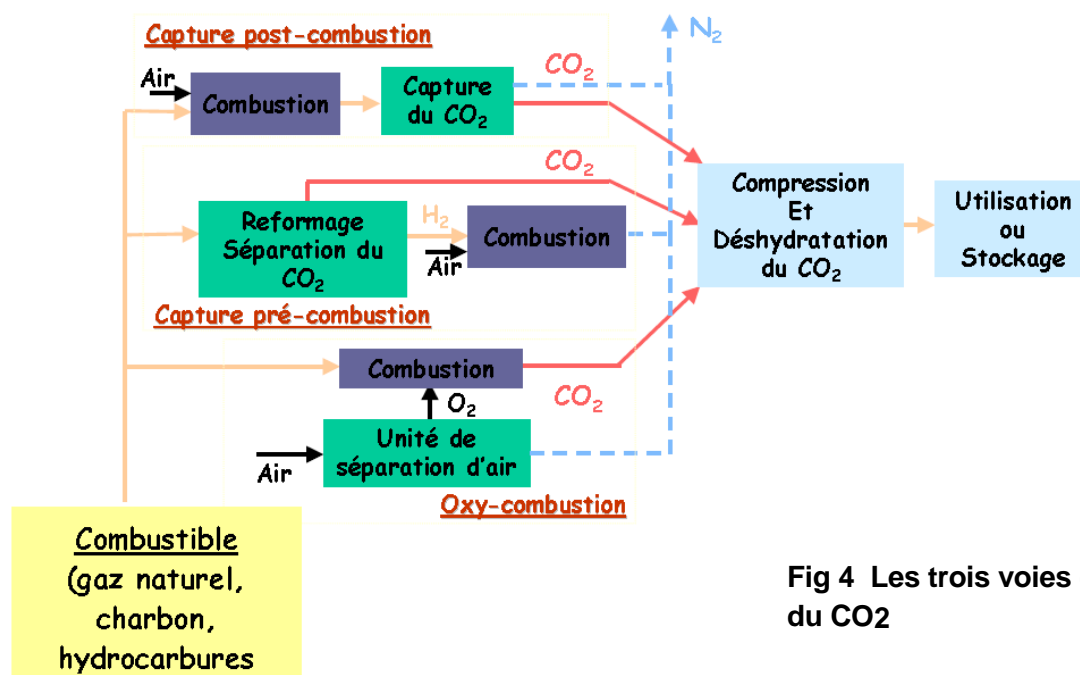 Capture post-combustion
N2
Air
CO2
Combustion
Capture
du CO2
CO2
Reformage
Séparation du
CO2
H2
Air
Combustion
Capture pré-combustion
Compression
Et
Déshydratation
du CO2
Utilisation
ou
Stockage
Combustion
CO2
O2
Air
Unité de
séparation d'air
Oxy-combustion
Combustible
(gaz naturel,
charbon,
hydrocarbures
Fig 4 Les trois voies
du CO2